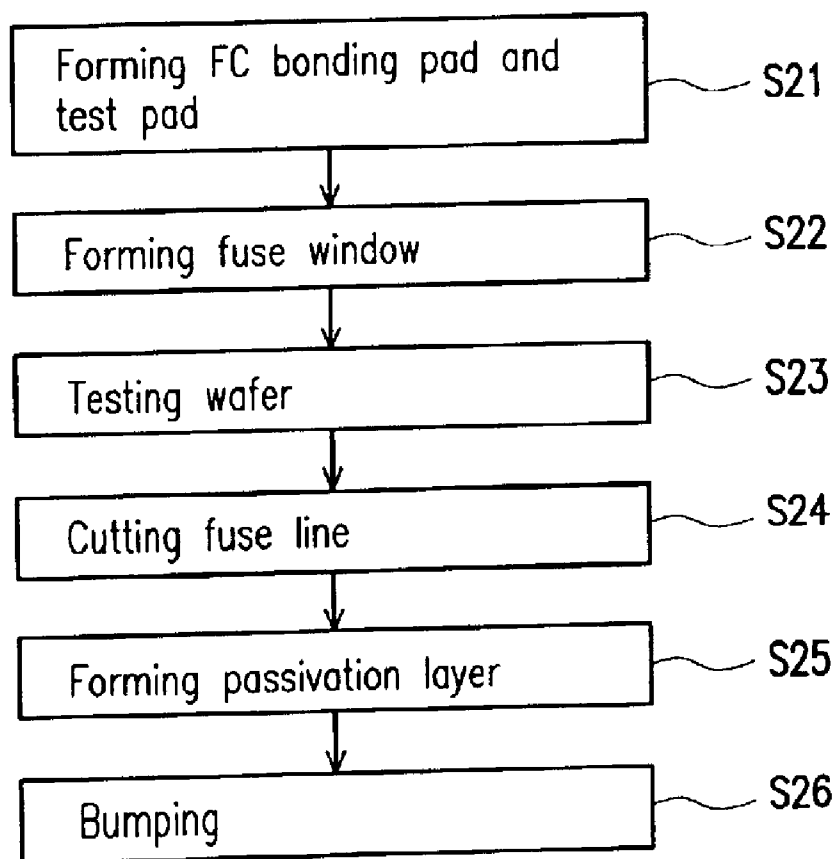 Forming FC bonding pad and
test pad
S21
Forming fuse window
S22
Testing wafer
S23
Cutting fuse line
S24
Forming passivation layer
S25
Bumping
S26